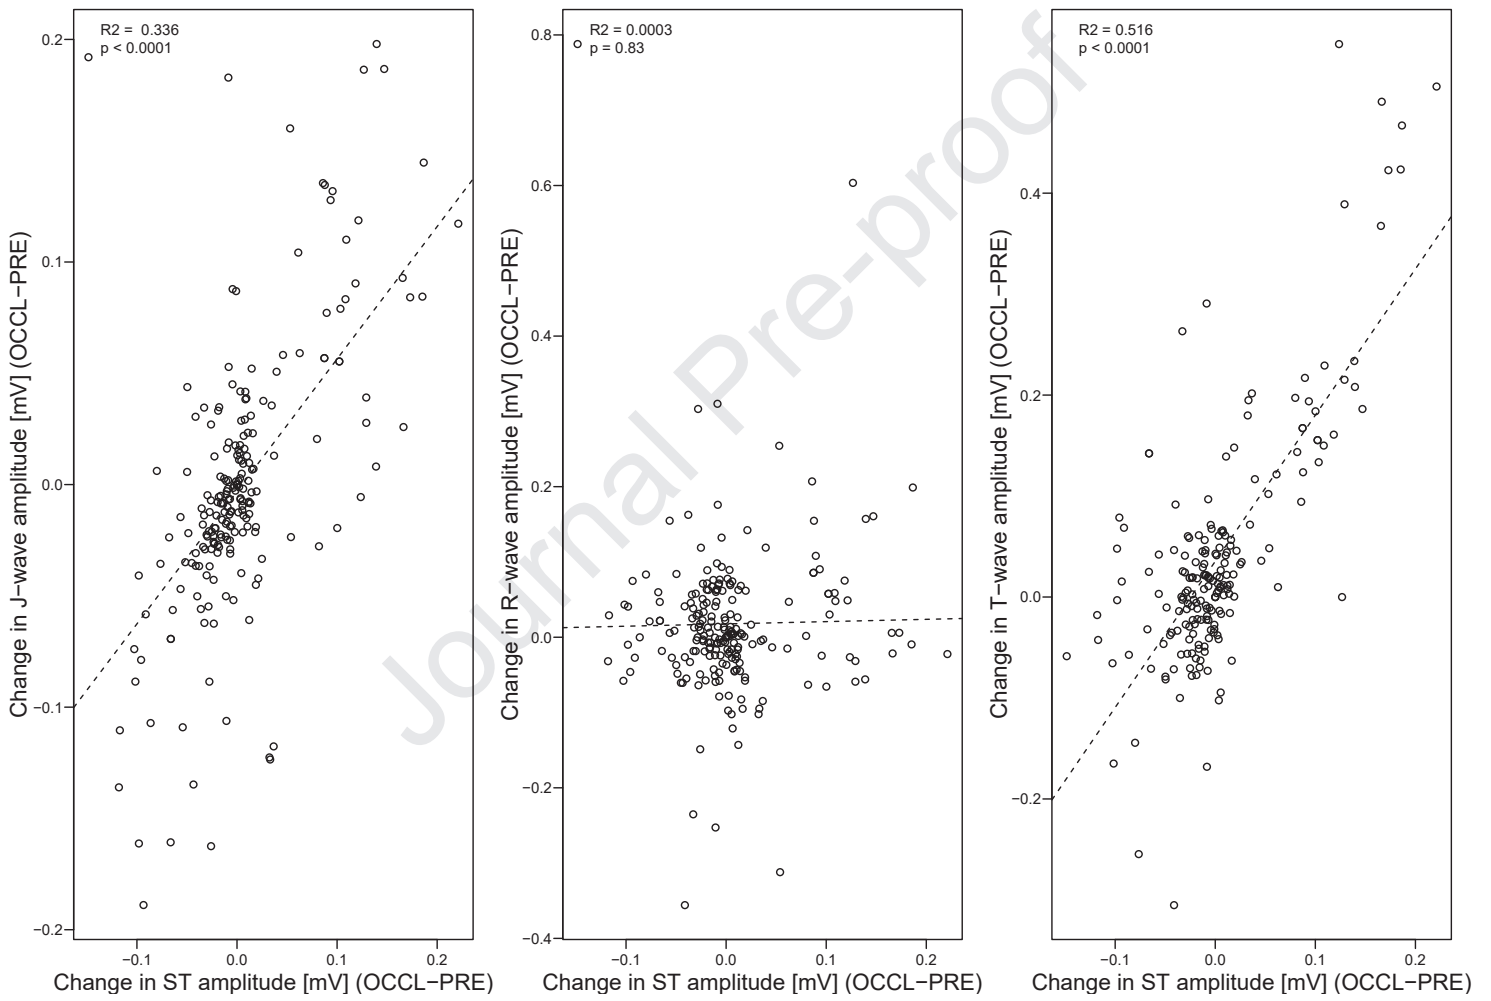 R2 = 0.336
p < 0.0001
0.2
0.1
0.0
−0.1
−0.2
Change in J−wave amplitude [mV] (OCCL−PRE)
−0.1 0.0 0.1 0.2
Change in ST amplitude [mV] (OCCL−PRE)
R2 = 0.0003
p = 0.83
0.8
0.6
0.4
0.2
0.0
−0.2
−0.4
Change in R−wave amplitude [mV] (OCCL−PRE)
−0.1 0.0 0.1 0.2
Change in ST amplitude [mV] (OCCL−PRE)
R2 = 0.516
p < 0.0001
0.4
0.2
0.0
−0.2
Change in T−wave amplitude [mV] (OCCL−PRE)
−0.1 0.0 0.1 0.2
Change in ST amplitude [mV] (OCCL−PRE)
Journal Pre-proof